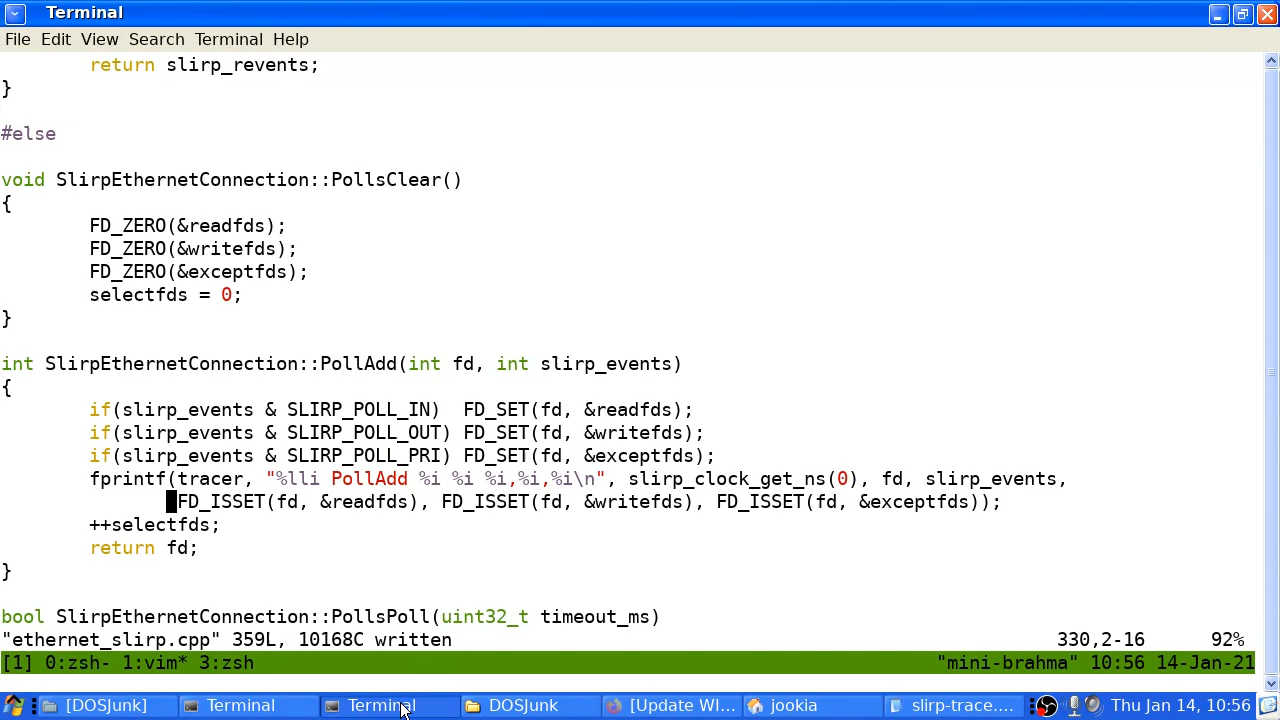 Terminal
File Edit View Search Terminal Help
return slirp_revents;
}
#else
void SlirpEthernetConnection::PollsClear()
{
FD_ZERO(&readfds);
FD_ZERO(&writefds);
FD_ZERO(&exceptfds);
selectfds = 0;
}
int SlirpEthernetConnection::PollAdd(int fd, int slirp_events)
{
if(slirp_events & SLIRP_POLL_IN)  FD_SET(fd, &readfds);
if(slirp_events & SLIRP_POLL_OUT) FD_SET(fd, &writefds);
if(slirp_events & SLIRP_POLL_PRI) FD_SET(fd, &exceptfds);
fprintf(tracer, "%lli PollAdd %i %i %i,%i,%i\n", slirp_clock_get_ns(0), fd, slirp_events,
FD_ISSET(fd, &readfds), FD_ISSET(fd, &writefds), FD_ISSET(fd, &exceptfds));
++selectfds;
return fd;
}
bool SlirpEthernetConnection::PollsPoll(uint32_t timeout_ms)
"ethernet_slirp.cpp" 359L, 10168C written 330,2-16 92%
[1] 0:zsh- 1:vim* 3:zsh "mini-brahma" 10:56 14-Jan-21
[DOSJunk] Terminal Terminal DOSJunk [Update WI... jookia slirp-trace.... Thu Jan 14, 10:56